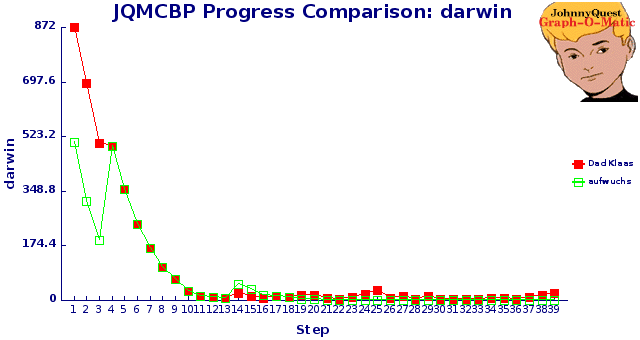 JQMCBP Progress Comparison: darwin
JohnnyQuest
Graph-O-Matic
872
697.6
523.2
348.8
174.4
0
darwin
1 2 3 4 5 6 7 8 9 10 11 12 13 14 15 16 17 18 19 20 21 22 23 24 25 26 27 28 29 30 31 32 33 34 35 36 37 38 39
Step
Dad Klaas
aufwuchs